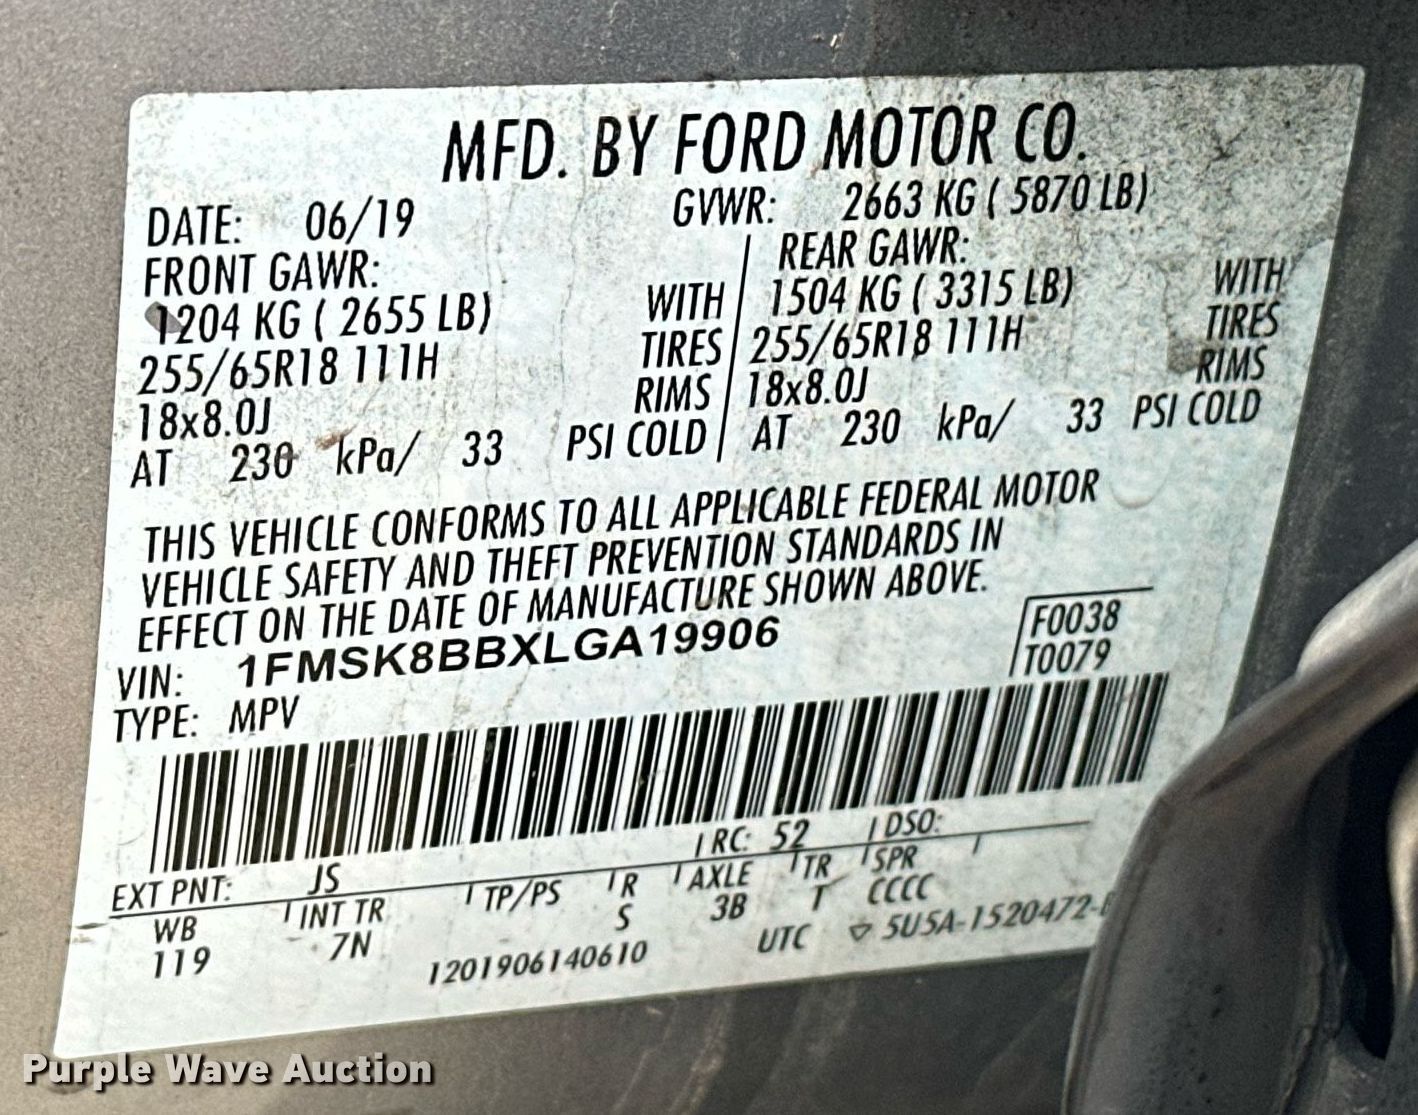 MFD. BY FORD MOTOR CO.
DATE: 06/19 GVWR: 2663 KG ( 5870 LB)
FRONT GAWR: REAR GAWR:
1204 KG ( 2655 LB) WITH 1504 KG ( 3315 LB) WITH
255/65R18 111H TIRES 255/65R18 111H TIRES
18x8.0J RIMS 18x8.0J RIMS
AT 230 kPa/ 33 PSI COLD AT 230 kPa/ 33 PSI COLD
THIS VEHICLE CONFORMS TO ALL APPLICABLE FEDERAL MOTOR
VEHICLE SAFETY AND THEFT PREVENTION STANDARDS IN
EFFECT ON THE DATE OF MANUFACTURE SHOWN ABOVE.
VIN: 1FMSK8BBXLGA19906 F0038
TYPE: MPV T0079
EXT PNT: JS RC: 52 DSO:
WB INT TR TP/PS R AXLE TR SPR
119 7N S 3B T CCCC
1201906140610 UTC 5U5A-1520472-
Purple Wave Auction